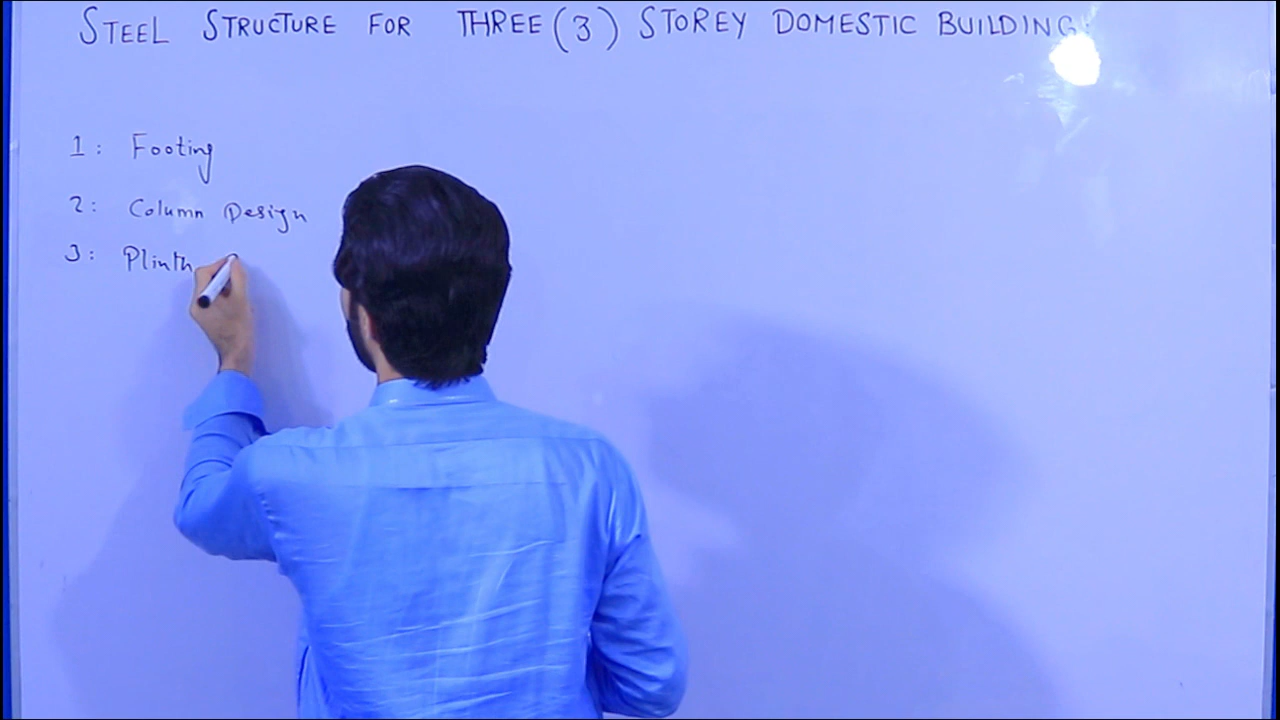 STEEL STRUCTURE FOR THREE (3) STOREY DOMESTIC BUILDING
1: Footing
2: Column Design
3: Plinth